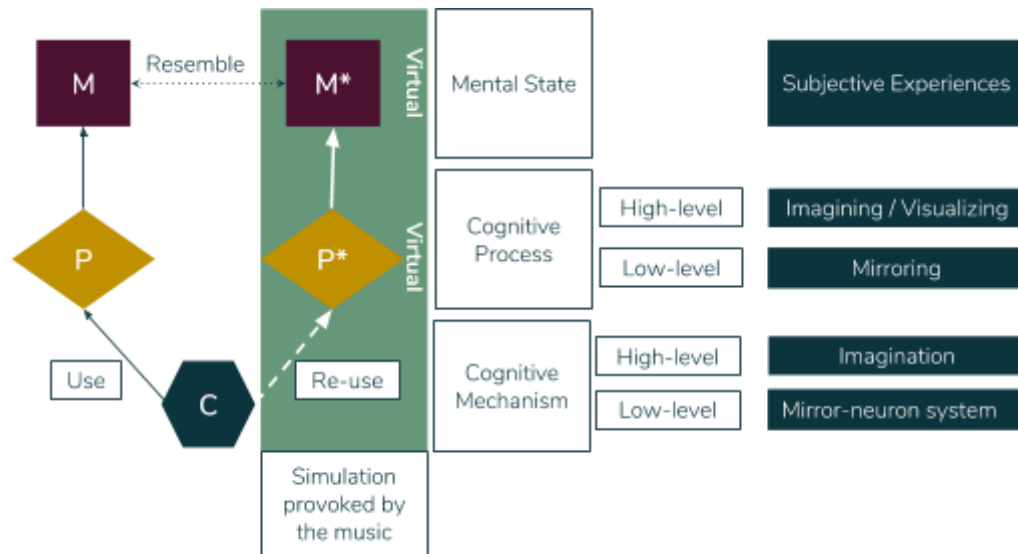 M
Resemble
M*
Virtual
Mental State
Subjective Experiences
P
P*
Virtual
Cognitive
Process
High-level
Imagining / Visualizing
Low-level
Mirroring
Use
C
Re-use
Cognitive
Mechanism
High-level
Imagination
Low-level
Mirror-neuron system
Simulation
provoked by
the music